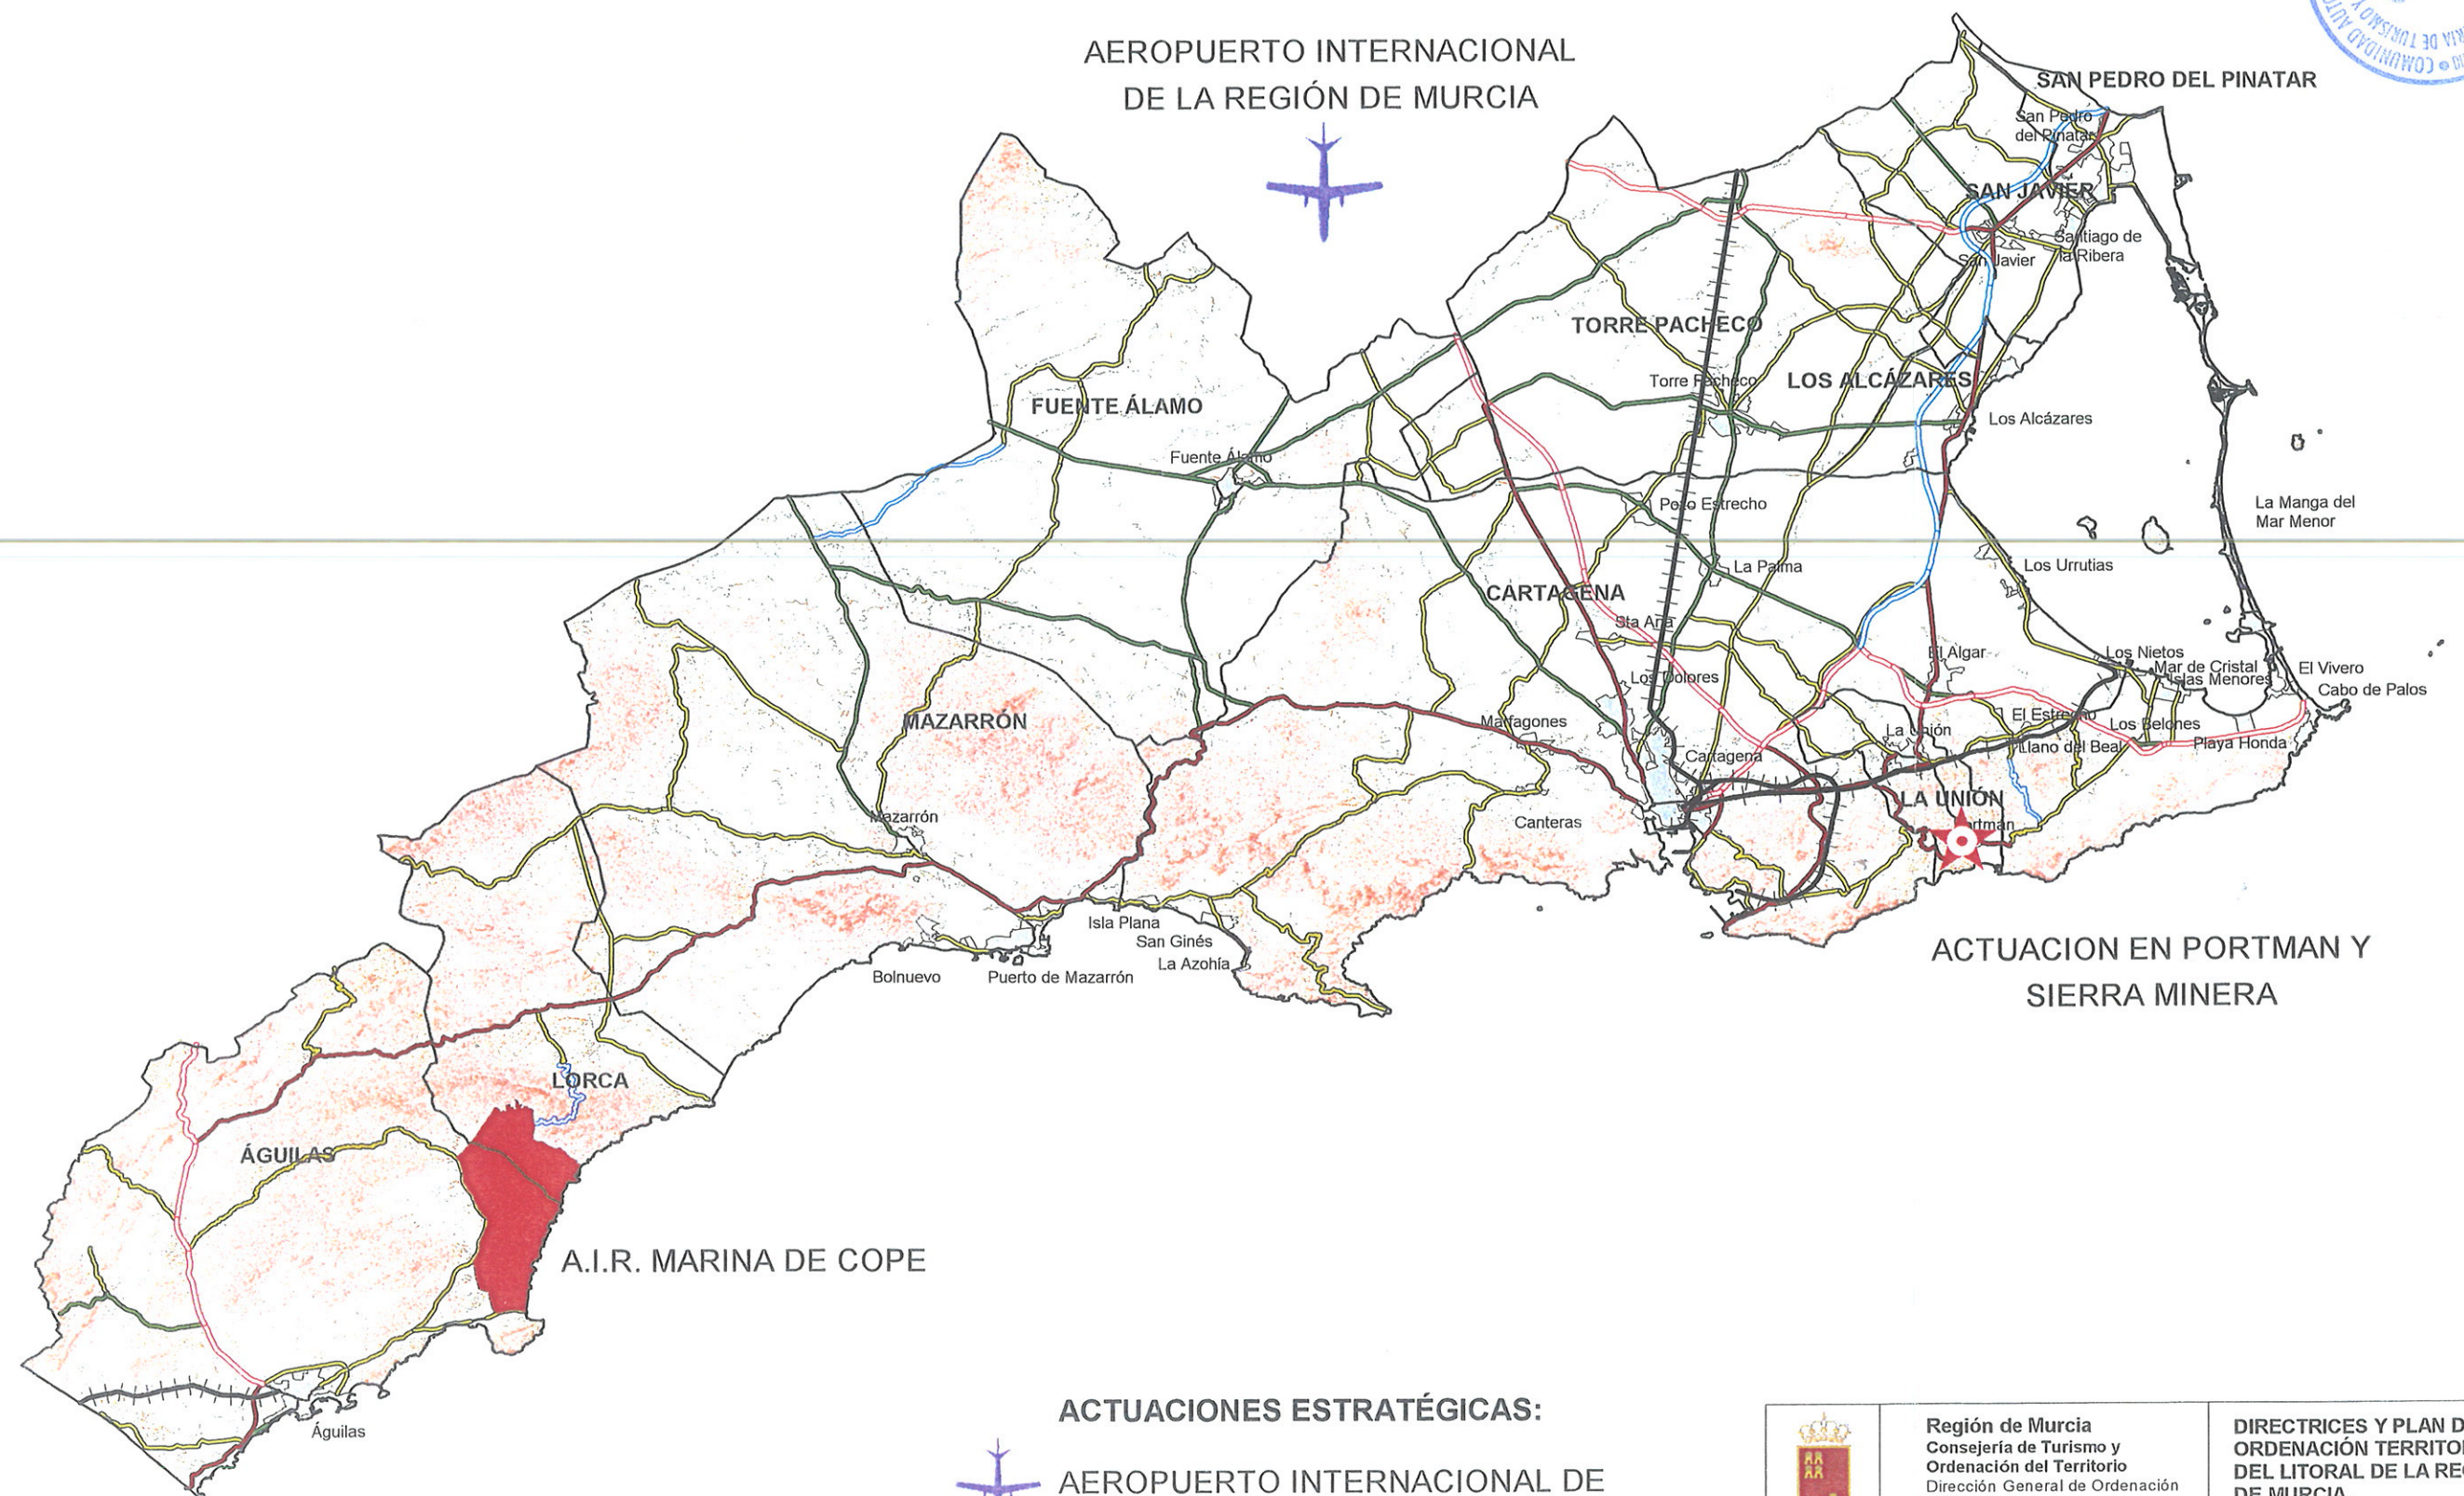 AEROPUERTO INTERNACIONAL
DE LA REGIÓN DE MURCIA
COMUNIDAD
DE TURISMO Y
SAN PEDRO DEL PINATAR
San Pedro
del Pinatar
SAN JAVIER
Santiago de
la Ribera
San Javier
TORRE PACHECO
Torre Pacheco
LOS ALCÁZARES
Los Alcázares
FUENTE ÁLAMO
Fuente Álamo
Pozo Estrecho
La Manga del
Mar Menor
La Palma
Los Urrutias
CARTAGENA
Sta Ana
El Algar
Los Nietos
Mar de Cristal
Islas Menores
El Vivero
Cabo de Palos
Los Dolores
MAZARRÓN
Marfagones
La Unión
El Estrecho
Los Belones
Llano del Beal
Playa Honda
Cartagena
LA UNIÓN
Mazarrón
Canteras
Portman
Isla Plana
San Ginés
La Azohía
Bolnuevo
Puerto de Mazarrón
ACTUACION EN PORTMAN Y
SIERRA MINERA
LORCA
ÁGUILAS
A.I.R. MARINA DE COPE
Águilas
ACTUACIONES ESTRATÉGICAS:
AEROPUERTO INTERNACIONAL DE
Región de Murcia
Consejería de Turismo y
Ordenación del Territorio
Dirección General de Ordenación
DIRECTRICES Y PLAN D
ORDENACIÓN TERRITO
DEL LITORAL DE LA RE
DE MURCIA